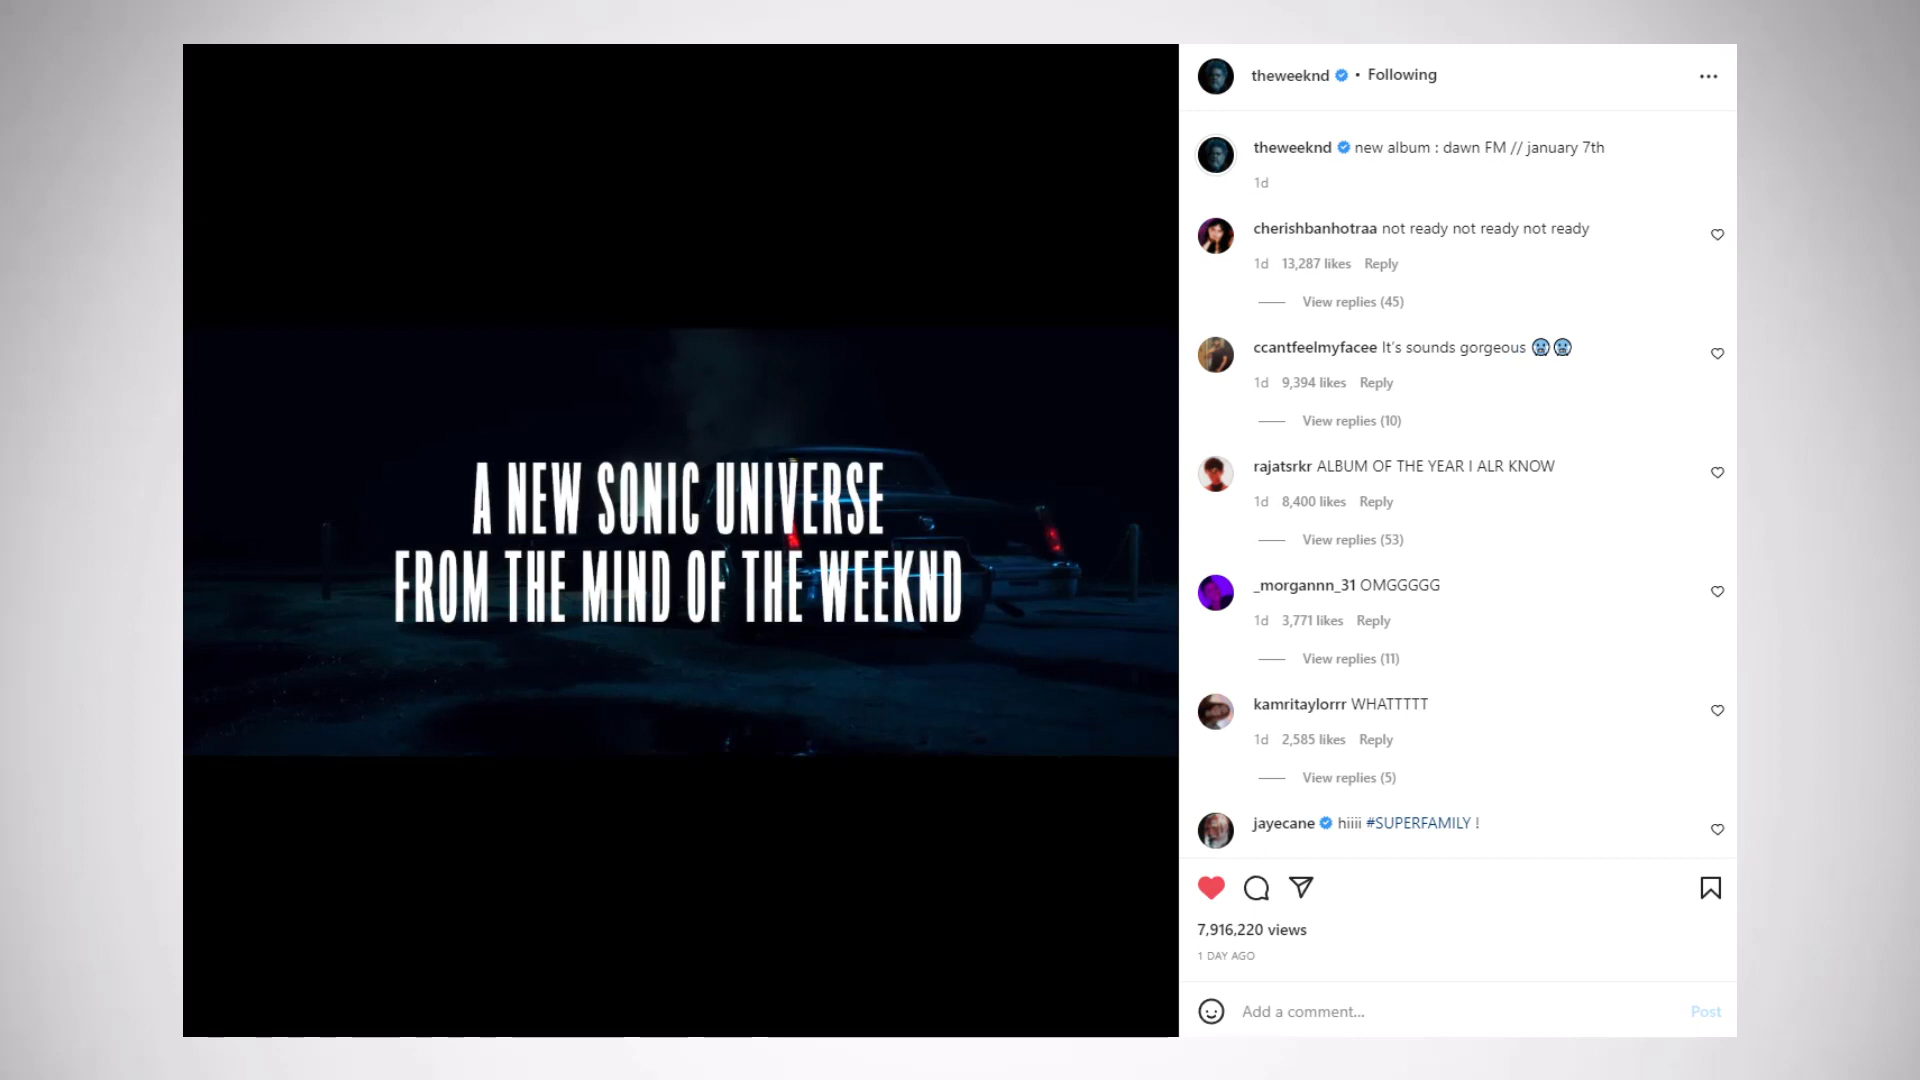 A NEW SONIC UNIVERSE
FROM THE MIND OF THE WEEKND
theweeknd • Following
theweeknd new album : dawn FM // january 7th
1d
cherishbanhotraa not ready not ready not ready
1d 13,287 likes Reply
View replies (45)
ccantfeelmyfacee It's sounds gorgeous 🥶🥶
1d 9,394 likes Reply
View replies (10)
rajatsrkr ALBUM OF THE YEAR I ALR KNOW
1d 8,400 likes Reply
View replies (53)
_morgannn_31 OMGGGGG
1d 3,771 likes Reply
View replies (11)
kamritaylorrr WHATTTTT
1d 2,585 likes Reply
View replies (5)
jayecane hiiii #SUPERFAMILY !
7,916,220 views
1 DAY AGO
Add a comment...
Post